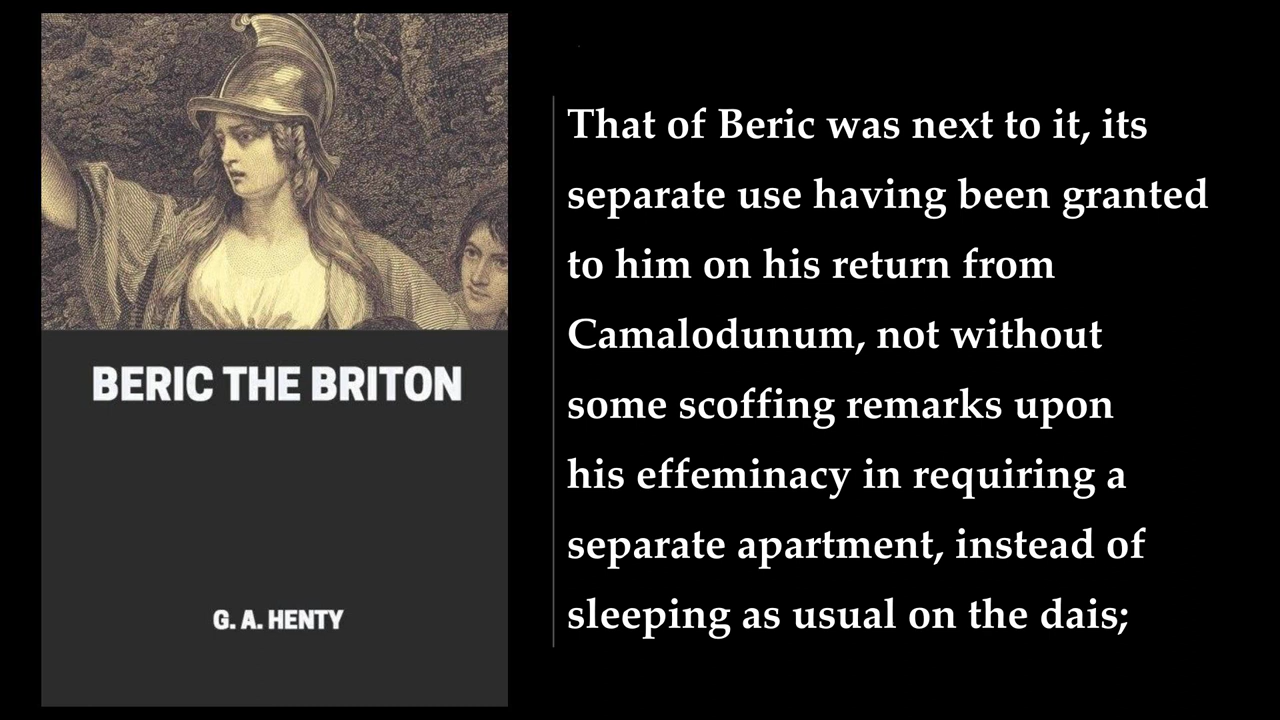 BERIC THE BRITON
G. A. HENTY
That of Beric was next to it, its
separate use having been granted
to him on his return from
Camalodunum, not without
some scoffing remarks upon
his effeminacy in requiring a
separate apartment, instead of
sleeping as usual on the dais;